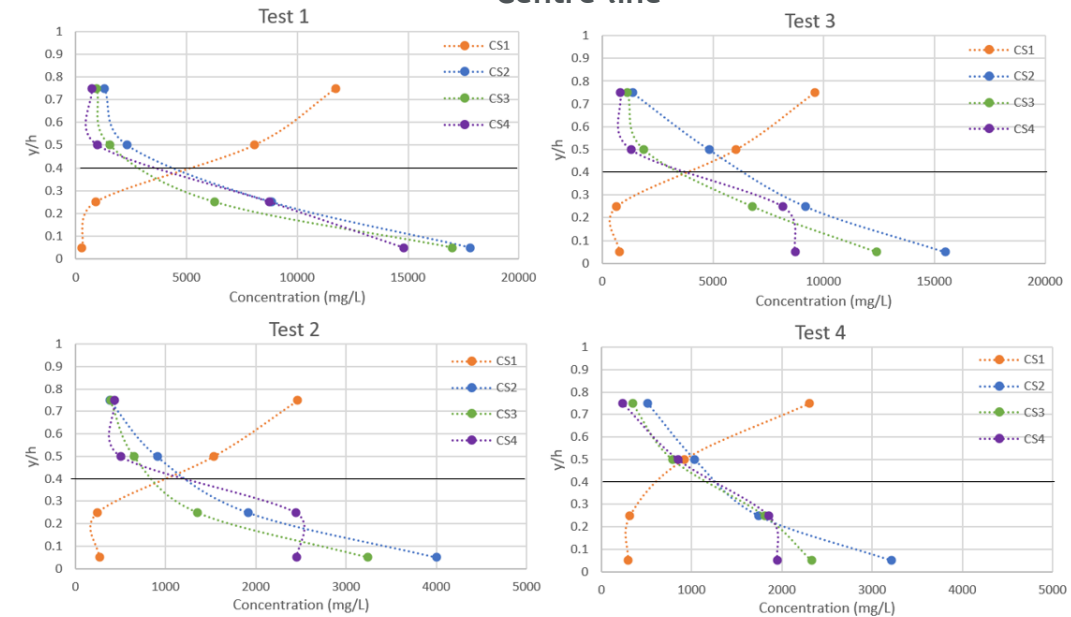 Centre-line
Test 1
y/h
1
0.9
0.8
0.7
0.6
0.5
0.4
0.3
0.2
0.1
0
CS1
CS2
CS3
CS4
0 5000 10000 15000 20000
Concentration (mg/L)
Test 3
y/h
1
0.9
0.8
0.7
0.6
0.5
0.4
0.3
0.2
0.1
0
CS1
CS2
CS3
CS4
0 5000 10000 15000 20000
Concentration (mg/L)
Test 2
y/h
1
0.9
0.8
0.7
0.6
0.5
0.4
0.3
0.2
0.1
0
CS1
CS2
CS3
CS4
0 1000 2000 3000 4000 5000
Concentration (mg/L)
Test 4
y/h
1
0.9
0.8
0.7
0.6
0.5
0.4
0.3
0.2
0.1
0
CS1
CS2
CS3
CS4
0 1000 2000 3000 4000 5000
Concentration (mg/L)